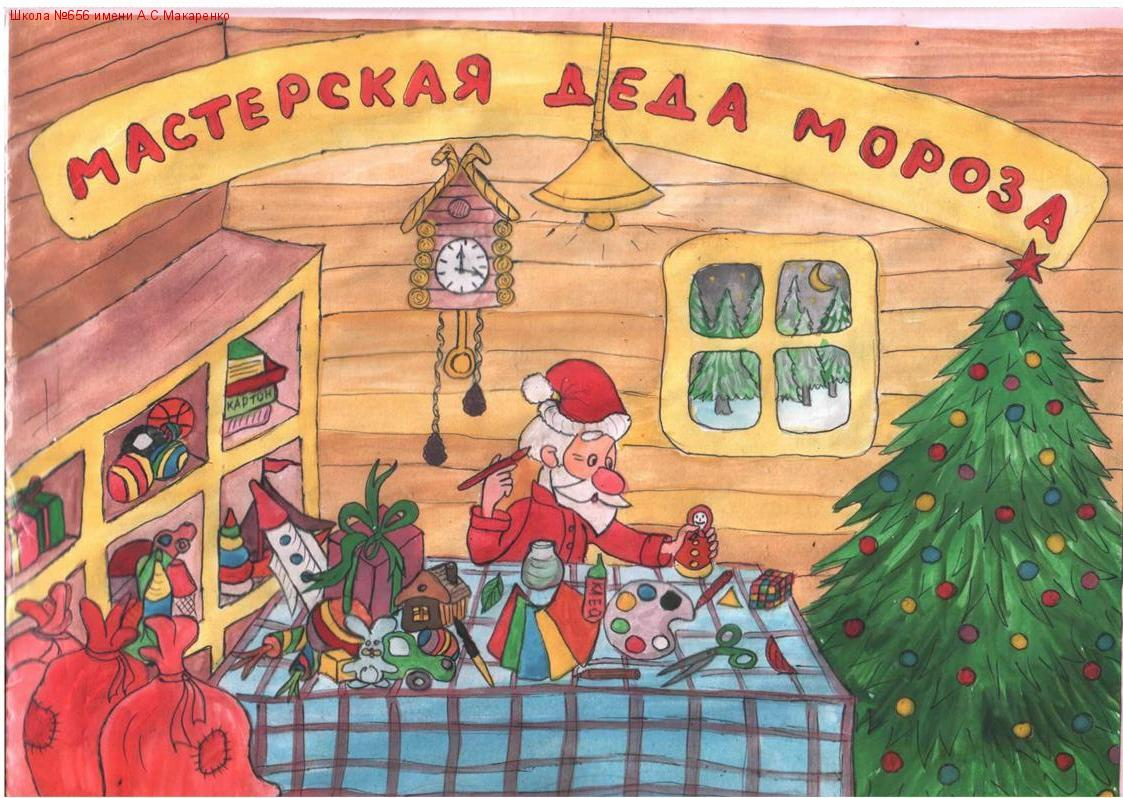 Школа №656 имени А.С.Макаренко
МАСТЕРСКАЯ ДЕДА МОРОЗА
КАРТОН
КЛЕЙ